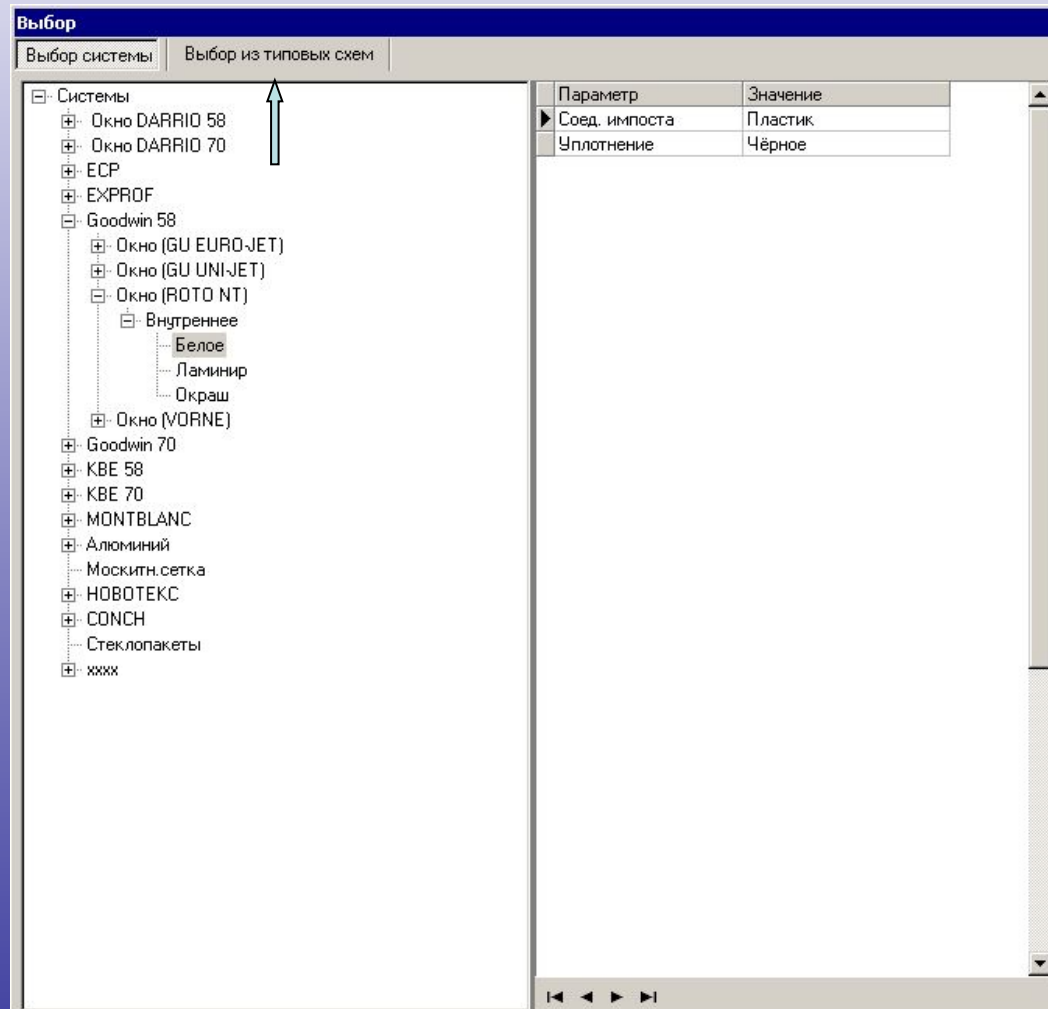 Выбор
Выбор системы
Выбор из типовых схем
Системы
Окно DARRIO 58
Окно DARRIO 70
ECP
EXPROF
Goodwin 58
Окно (GU EURO-JET)
Окно (GU UNI-JET)
Окно (ROTO NT)
Внутреннее
Белое
Ламинир
Окраш
Окно (VORNE)
Goodwin 70
KBE 58
KBE 70
MONTBLANC
Алюминий
Москитн.сетка
НОВОТЕКС
CONCH
Стеклопакеты
xxxx
Параметр Значение
Соед. импоста Пластик
Уплотнение Чёрное